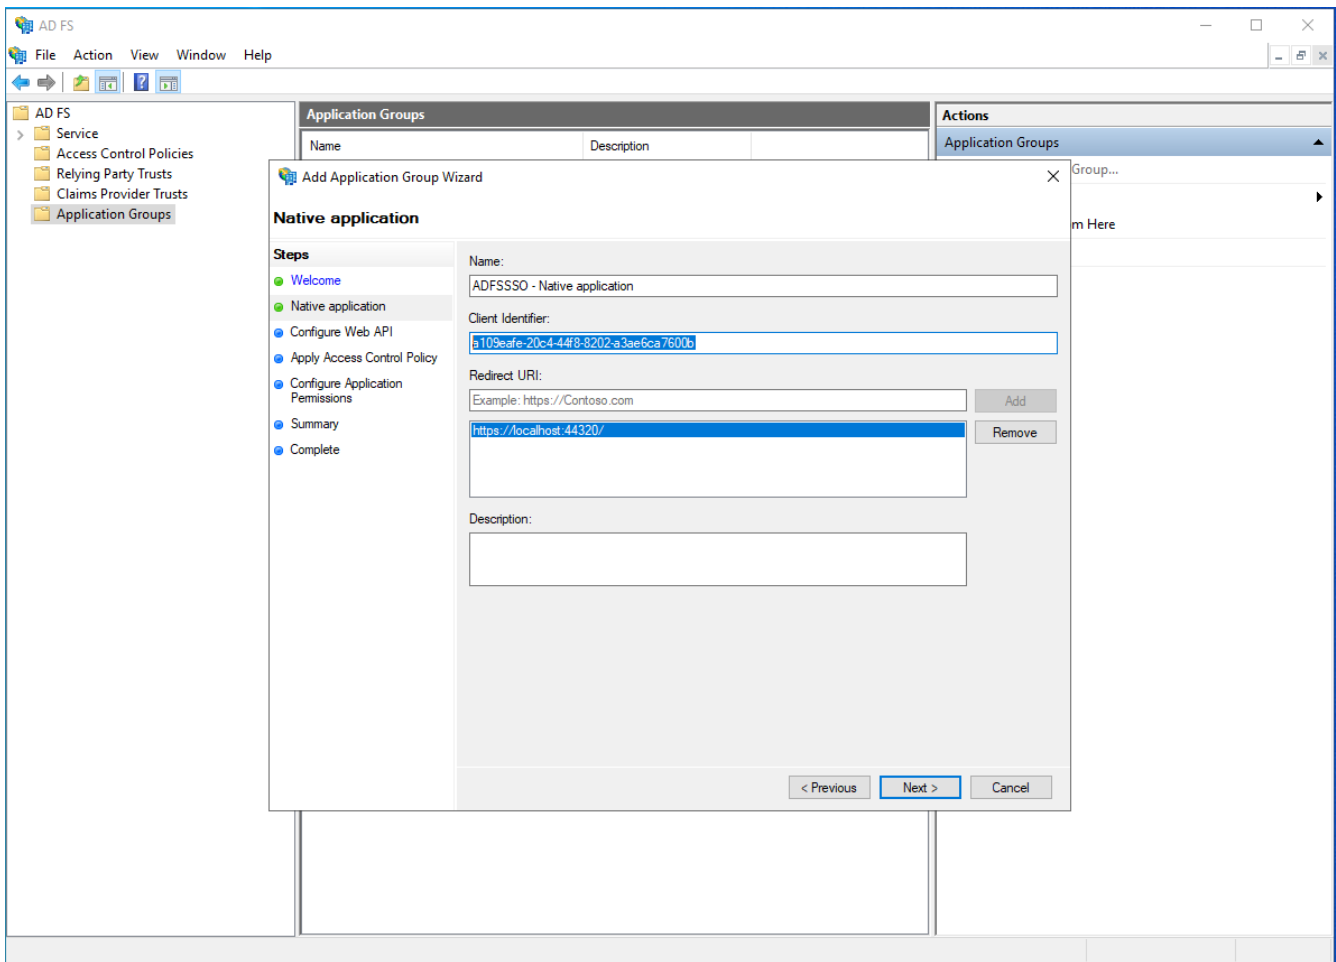 AD FS
File Action View Window Help
AD FS
Service
Access Control Policies
Relying Party Trusts
Claims Provider Trusts
Application Groups
Application Groups
Name Description
Actions
Application Groups
Group...
m Here
Add Application Group Wizard
Native application
Steps
Welcome
Native application
Configure Web API
Apply Access Control Policy
Configure Application
Permissions
Summary
Complete
Name:
ADFSSSO - Native application
Client Identifier:
a109eafe-20c4-44f8-8202-a3ae6ca7600b
Redirect URI:
Example: https://Contoso.com
Add
https://localhost:44320/
Remove
Description:
< Previous Next > Cancel